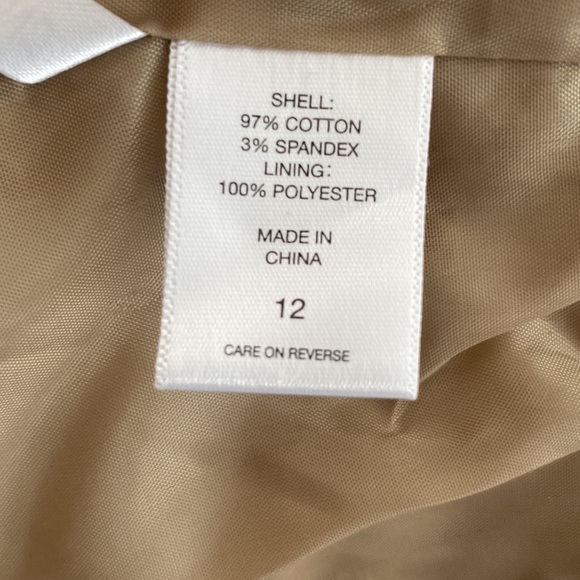 SHELL:
97% COTTON
3% SPANDEX
LINING:
100% POLYESTER
MADE IN
CHINA
12
CARE ON REVERSE